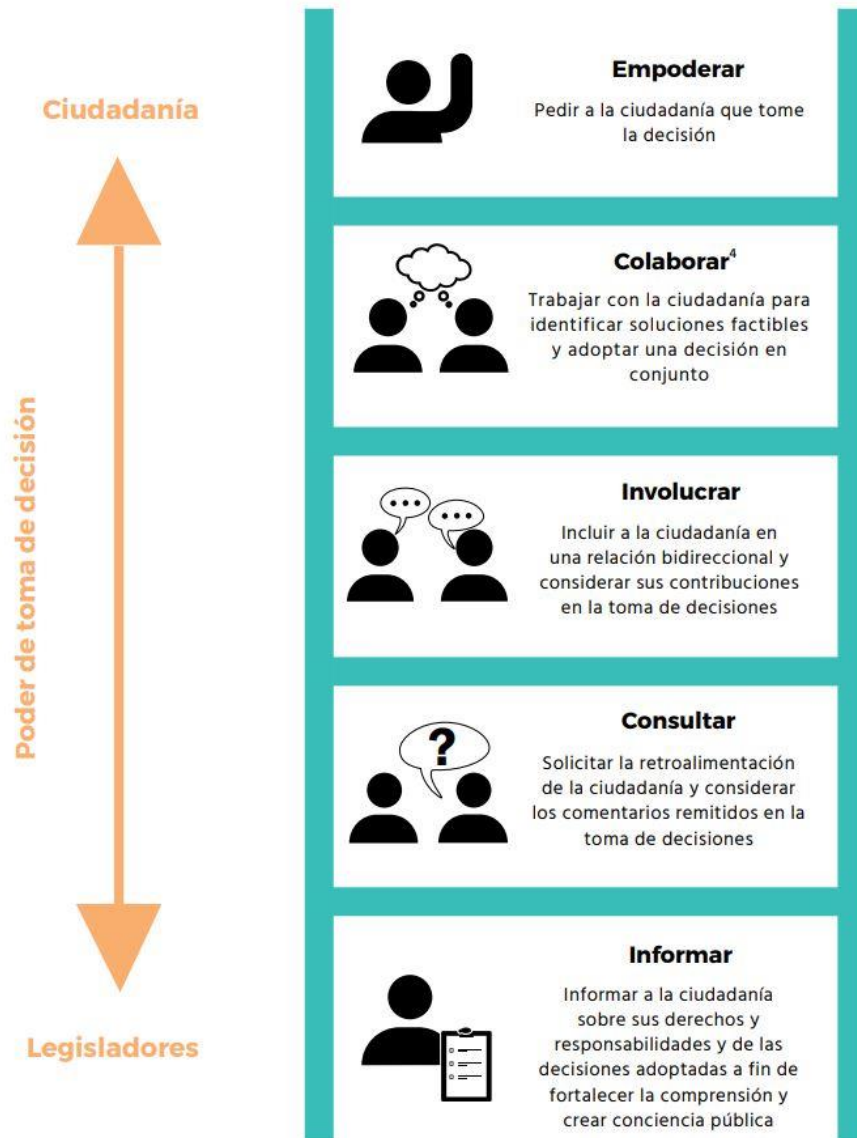 Ciudadanía
Poder de toma de decisión
Legisladores
Empoderar
Pedir a la ciudadanía que tome
la decisión
Colaborar⁴
Trabajar con la ciudadanía para
identificar soluciones factibles
y adoptar una decisión en
conjunto
Involucrar
Incluir a la ciudadanía en
una relación bidireccional y
considerar sus contribuciones
en la toma de decisiones
?
Consultar
Solicitar la retroalimentación
de la ciudadanía y considerar
los comentarios remitidos en la
toma de decisiones
Informar
Informar a la ciudadanía
sobre sus derechos y
responsabilidades y de las
decisiones adoptadas a fin de
fortalecer la comprensión y
crear conciencia pública